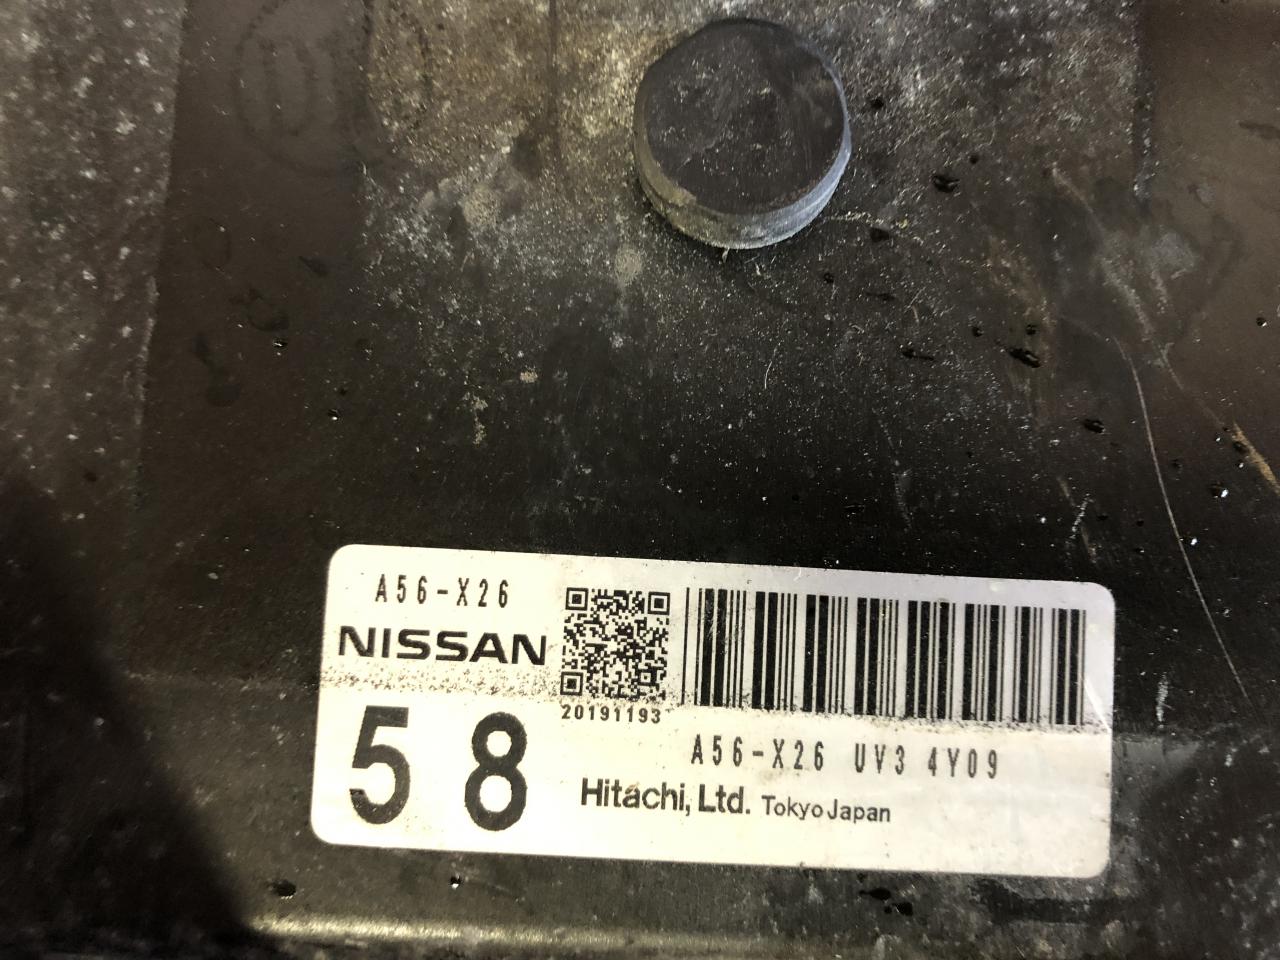 A56-X26
NISSAN
58
20191193
A56-X26 UV3 4Y09
Hitachi, Ltd. Tokyo Japan